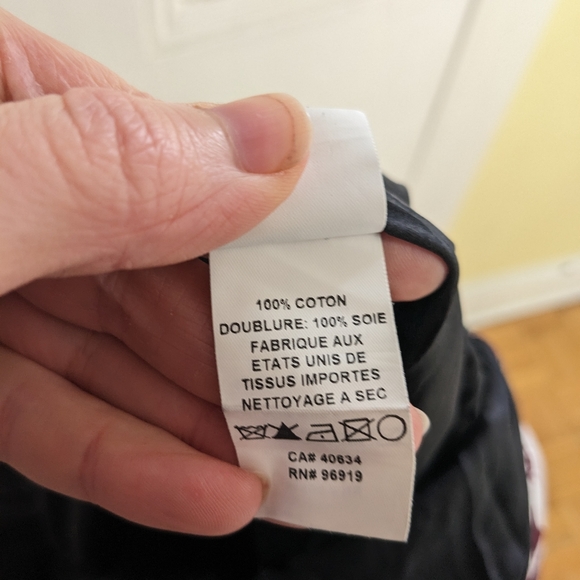 100% COTON
DOUBLURE: 100% SOIE
FABRIQUE AUX
ETATS UNIS DE
TISSUS IMPORTES
NETTOYAGE A SEC
CA# 40634
RN# 96919